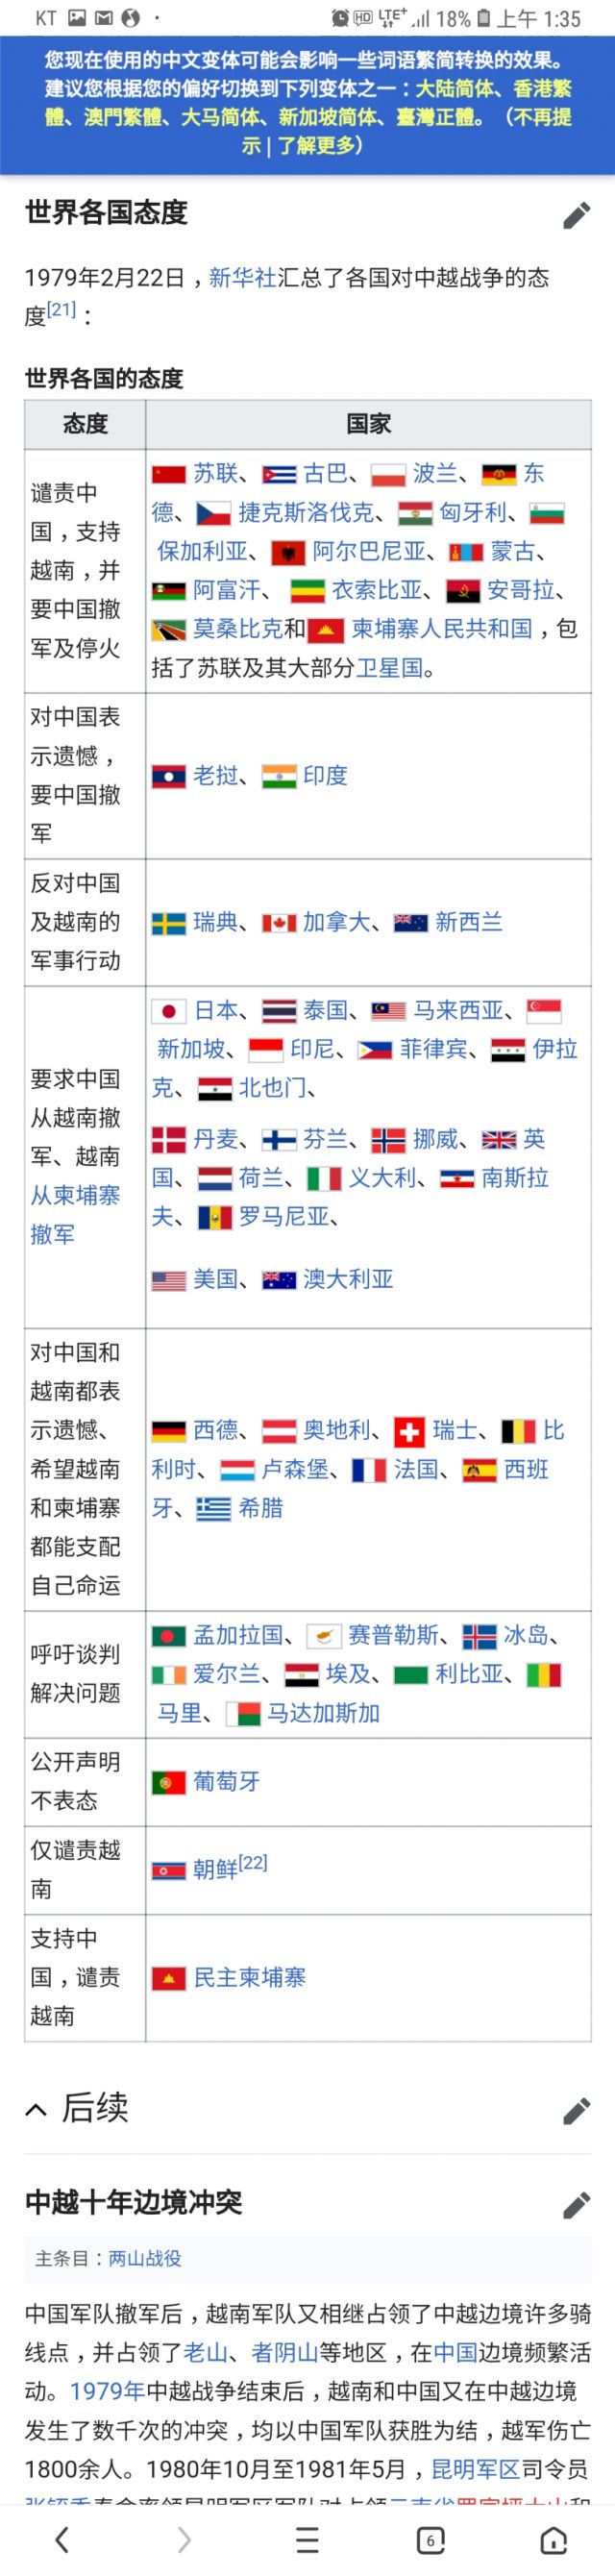 KT
HD LTE+ 18% 上午 1:35
您现在使用的中文变体可能会影响一些词语繁简转换的效果。
建议您根据您的偏好切换到下列变体之一：大陆简体、香港繁
體、澳門繁體、大马简体、新加坡简体、臺灣正體。（不再提
示 | 了解更多）
世界各国态度
1979年2月22日，新华社汇总了各国对中越战争的态
度[21]：
世界各国的态度
态度
国家
谴责中
国，支持
越南，并
要中国撤
军及停火
苏联、古巴、波兰、东
德、捷克斯洛伐克、匈牙利、
保加利亚、阿尔巴尼亚、蒙古、
阿富汗、衣索比亚、安哥拉、
莫桑比克和柬埔寨人民共和国，包
括了苏联及其大部分卫星国。
对中国表
示遗憾，
要中国撤
军
老挝、印度
反对中国
及越南的
军事行动
瑞典、加拿大、新西兰
要求中国
从越南撤
军、越南
从柬埔寨
撤军
日本、泰国、马来西亚、
新加坡、印尼、菲律宾、伊拉
克、北也门、
丹麦、芬兰、挪威、英
国、荷兰、义大利、南斯拉
夫、罗马尼亚、
美国、澳大利亚
对中国和
越南都表
示遗憾、
希望越南
和柬埔寨
都能支配
自己命运
西德、奥地利、瑞士、比
利时、卢森堡、法国、西班
牙、希腊
呼吁谈判
解决问题
孟加拉国、赛普勒斯、冰岛、
爱尔兰、埃及、利比亚、
马里、马达加斯加
公开声明
不表态
葡萄牙
仅谴责越
南
朝鲜[22]
支持中
国，谴责
越南
民主柬埔寨
后续
中越十年边境冲突
主条目：两山战役
中国军队撤军后，越南军队又相继占领了中越边境许多骑
线点，并占领了老山、者阴山等地区，在中国边境频繁活
动。1979年中越战争结束后，越南和中国又在中越边境
发生了数千次的冲突，均以中国军队获胜为结，越军伤亡
1800余人。1980年10月至1981年5月，昆明军区司令员
6